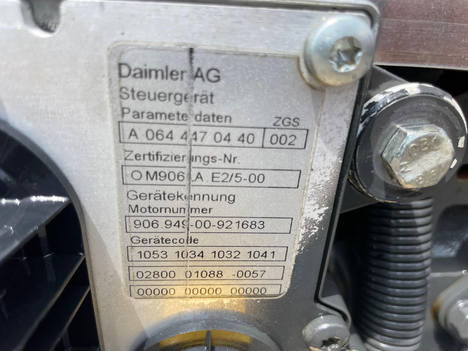 Daimler AG
Steuergerät
Parameterdaten ZGS
A 064 447 04 40 002
Zertifizierungs-Nr.
OM906LA E2/5-00
Gerätekennung
Motornummer
906 949-00-921683
Gerätecode
1053 1034 1032 1041
02800 01088 -0057
00000 00000 00000